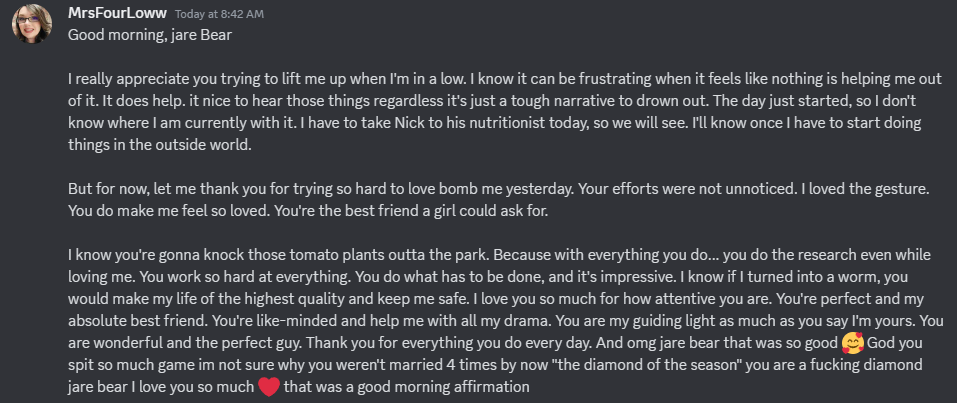 MrsFourLoww Today at 8:42 AM
Good morning, jare Bear
I really appreciate you trying to lift me up when I'm in a low. I know it can be frustrating when it feels like nothing is helping me out
of it. It does help. it nice to hear those things regardless it's just a tough narrative to drown out. The day just started, so I don't
know where I am currently with it. I have to take Nick to his nutritionist today, so we will see. I'll know once I have to start doing
things in the outside world.
But for now, let me thank you for trying so hard to love bomb me yesterday. Your efforts were not unnoticed. I loved the gesture.
You do make me feel so loved. You're the best friend a girl could ask for.
I know you're gonna knock those tomato plants outta the park. Because with everything you do... you do the research even while
loving me. You work so hard at everything. You do what has to be done, and it's impressive. I know if I turned into a worm, you
would make my life of the highest quality and keep me safe. I love you so much for how attentive you are. You're perfect and my
absolute best friend. You're like-minded and help me with all my drama. You are my guiding light as much as you say I'm yours. You
are wonderful and the perfect guy. Thank you for everything you do every day. And omg jare bear that was so good 🥰 God you
spit so much game im not sure why you weren't married 4 times by now "the diamond of the season" you are a fucking diamond
jare bear I love you so much ❤️ that was a good morning affirmation